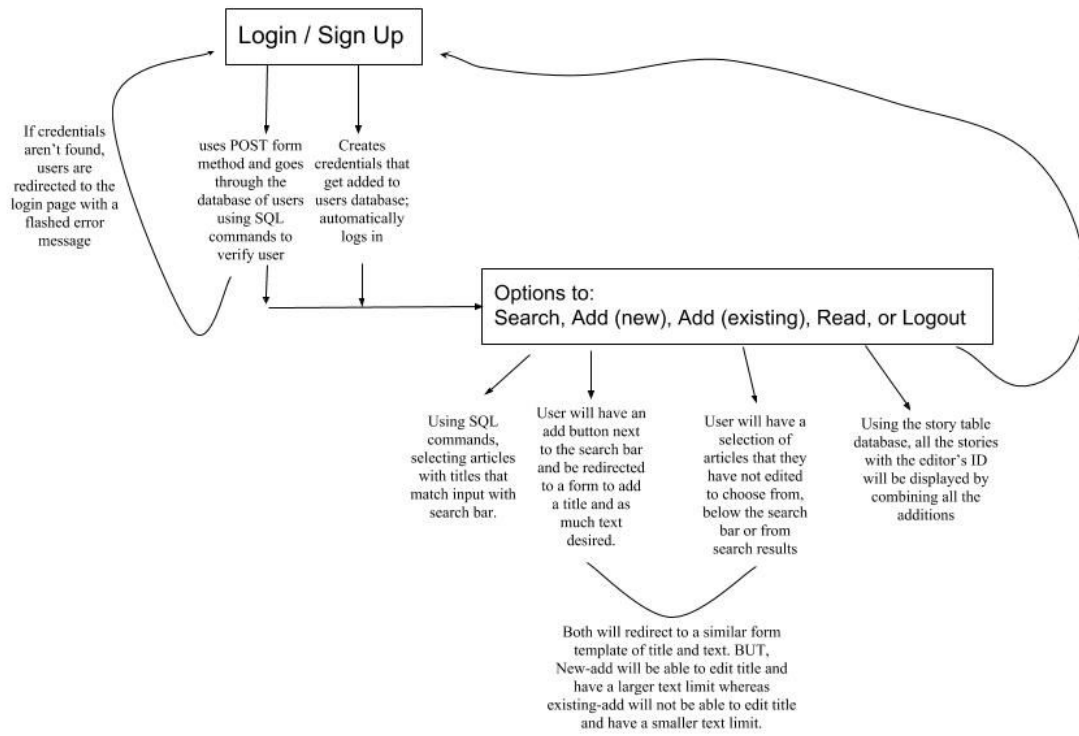 Login / Sign Up
If credentials
aren't found,
users are
redirected to the
login page with a
flashed error
message
uses POST form
method and goes
through the
database of users
using SQL
commands to
verify user
Creates
credentials that
get added to
users database;
automatically
logs in
Options to:
Search, Add (new), Add (existing), Read, or Logout
Using SQL
commands,
selecting articles
with titles that
match input with
search bar.
User will have an
add button next
to the search bar
and be redirected
to a form to add
a title and as
much text
desired.
User will have a
selection of
articles that they
have not edited
to choose from,
below the search
bar or from
search results
Using the story table
database, all the stories
with the editor's ID
will be displayed by
combining all the
additions
Both will redirect to a similar form
template of title and text. BUT,
New-add will be able to edit title and
have a larger text limit whereas
existing-add will not be able to edit title
and have a smaller text limit.